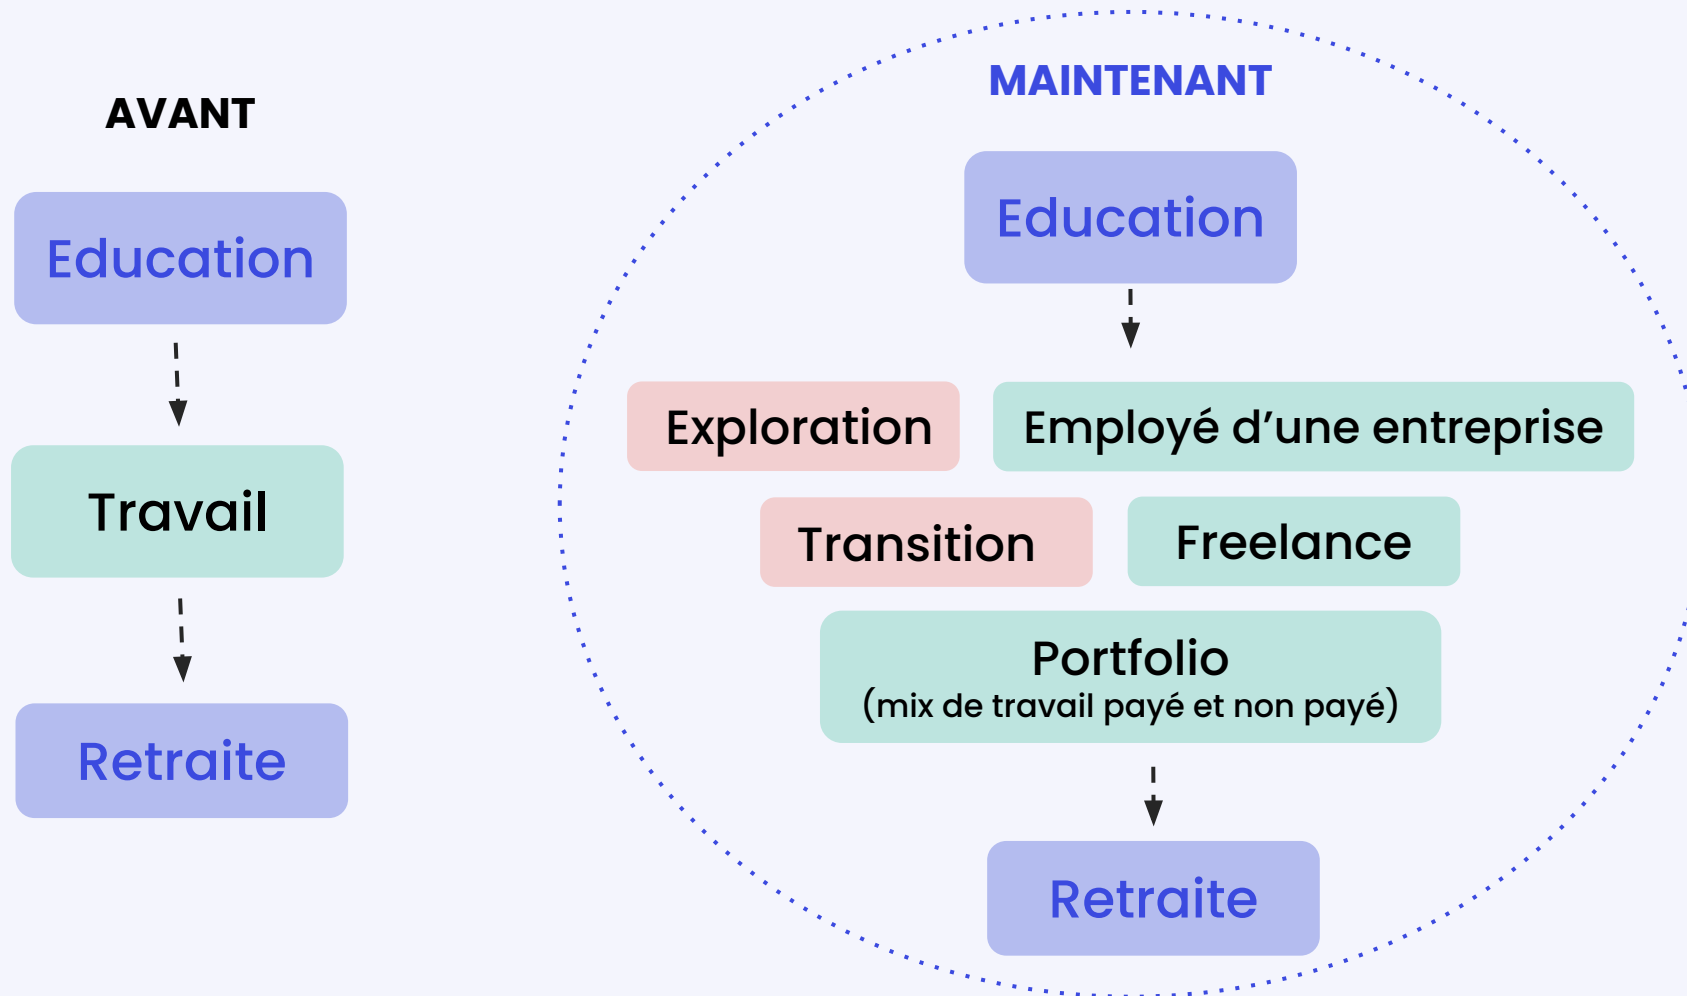 AVANT
Education
Travail
Retraite
MAINTENANT
Education
Exploration
Employé d’une entreprise
Transition
Freelance
Portfolio
(mix de travail payé et non payé)
Retraite